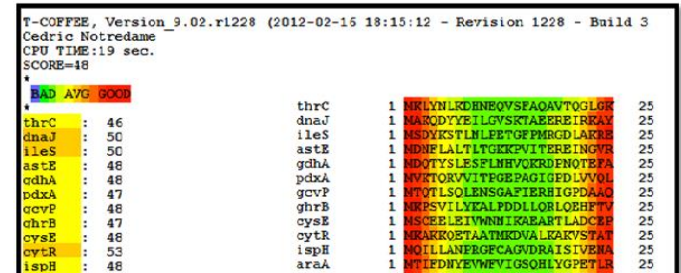 T-COFFEE, Version_9.02.r1228 (2012-02-16 18:15:12 - Revision 1228 - Build 3
Cedric Notredame
CPU TIME:19 sec.
SCORE=48
*
BAD AVG GOOD
*
thrC : 46
dnaJ : 50
ileS : 50
astE : 48
gdhA : 48
pdxA : 47
gcvP : 48
ghrB : 47
cysE : 48
cytR : 53
ispH : 48
thrC 1 MKLYNLKDHNEQVSFAQAVTQGLGK 25
dnaJ 1 MAKQDYYEILGVSKTAEEREIRKAY 25
ileS 1 MSDYKSTLNLPETGFPMRGDLAKRE 25
astE 1 MDNFLALTLTGKKPVITEREINGVR 25
gdhA 1 MDQTYSLESFLNHVQKRDPNQTEFA 25
pdxA 1 MVKTQRVVITPGEPAGIGPDLVVQL 25
gcvP 1 MTQTLSQLENSGAFIERHIGPDAAQ 25
ghrB 1 MKPSVILYKALPDDLLQRLQEHFTV 25
cysE 1 MSCEELEIVWNNIKAEARTLADCEP 25
cytR 1 MKAKKQETAATMKDVALKAKVSTAT 25
ispH 1 MQILLANPRGFCAGVDRAISIVENA 25
araA 1 MTIFDNYEVWFVIGSQHLYGPETLR 25